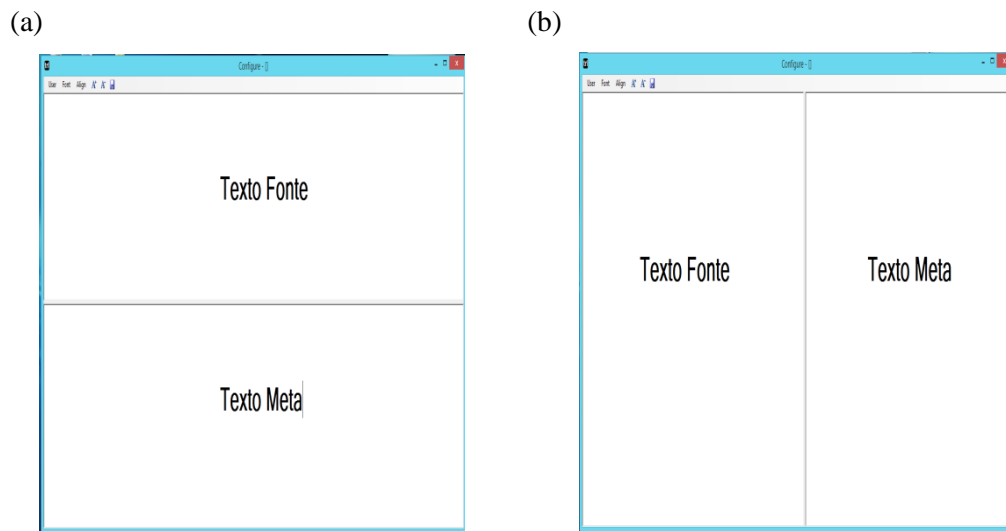 (a)
Configure - []
User Font Align
Texto Fonte
Texto Meta
(b)
Configure - []
User Font Align
Texto Fonte
Texto Meta